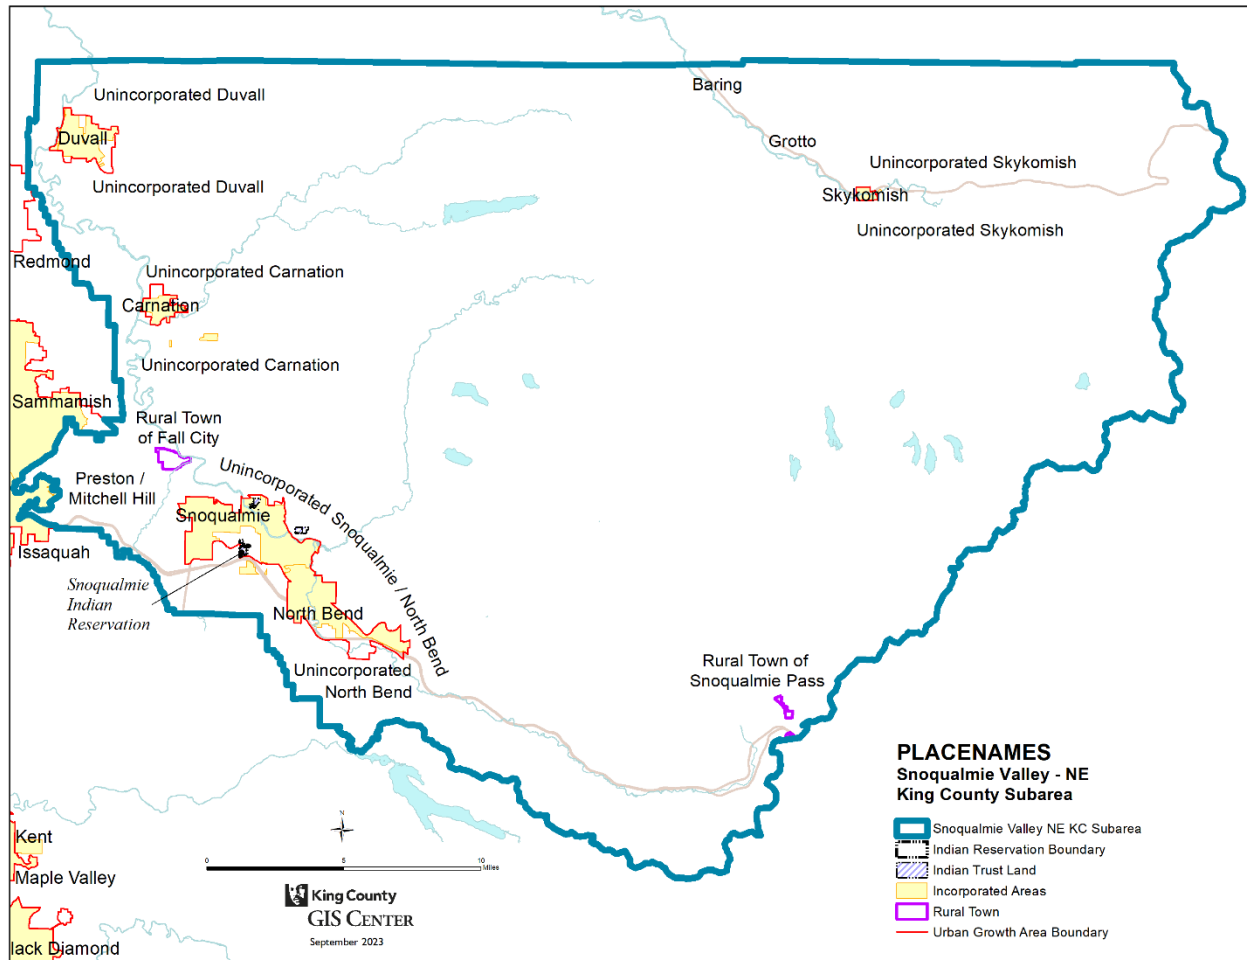 Baring
Unincorporated Duvall
Duvall
Grotto
Unincorporated Skykomish
Unincorporated Duvall
Skykomish
Unincorporated Skykomish
Redmond
Unincorporated Carnation
Carnation
Unincorporated Carnation
Sammamish
Rural Town
of Fall City
Preston /
Mitchell Hill
Unincorporated Snoqualmie / North Bend
Snoqualmie
Issaquah
Snoqualmie
Indian
Reservation
North Bend
Unincorporated
North Bend
Rural Town of
Snoqualmie Pass
PLACENAMES
Snoqualmie Valley - NE
King County Subarea
Snoqualmie Valley NE KC Subarea
Indian Reservation Boundary
Indian Trust Land
Incorporated Areas
Rural Town
Urban Growth Area Boundary
N
0 5 10
Miles
King County
GIS CENTER
September 2023
Kent
Maple Valley
lack Diamond